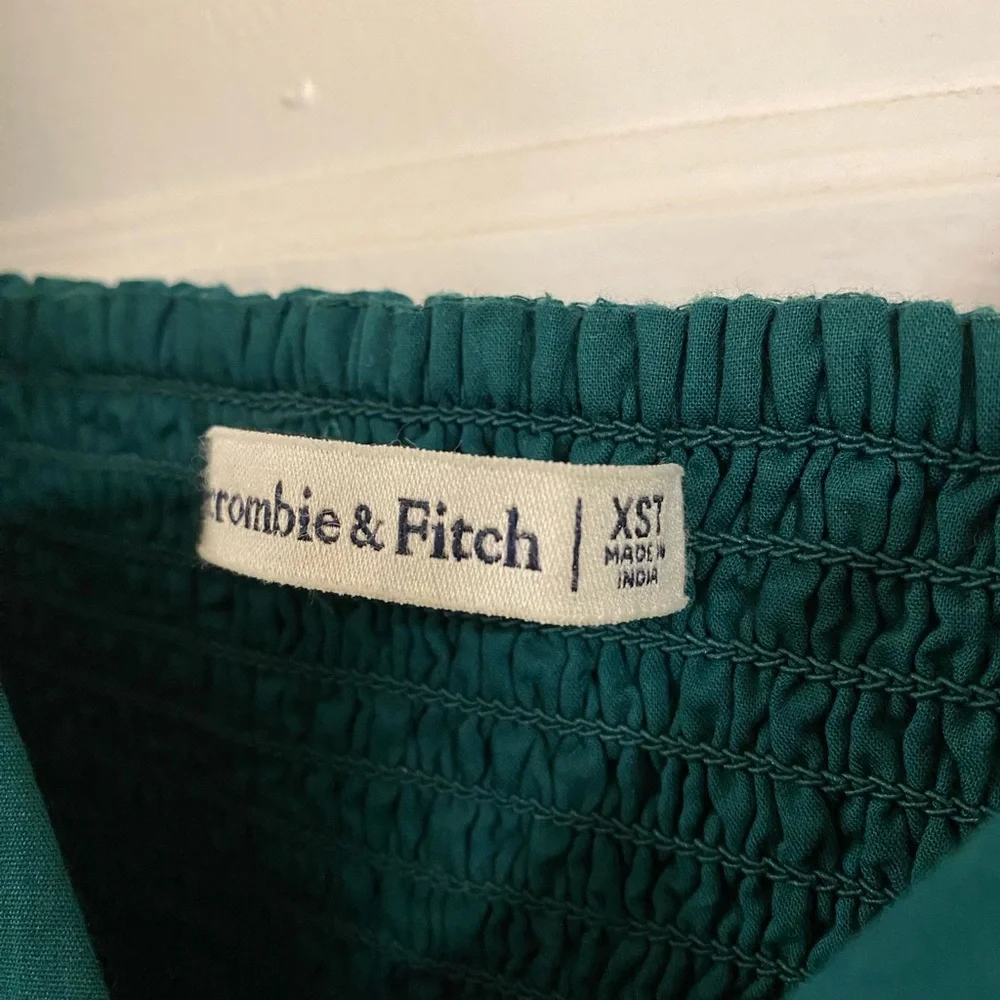 rombie & Fitch
XST
MADE IN
INDIA